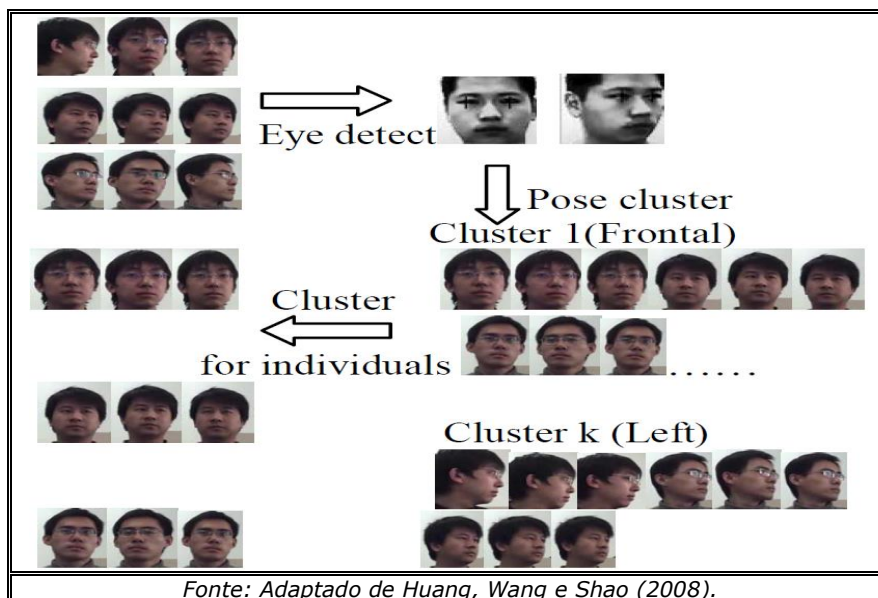 Eye detect
Pose cluster
Cluster 1(Frontal)
Cluster
for individuals
......
Cluster k (Left)
Fonte: Adaptado de Huang, Wang e Shao (2008).